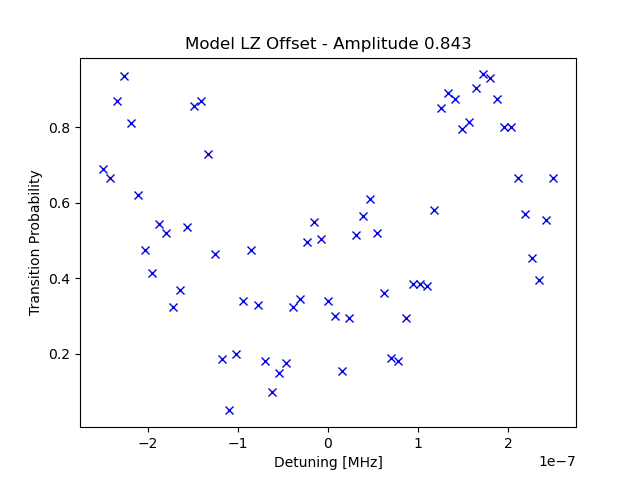 Model LZ Offset - Amplitude 0.843
Transition Probability
0.8
0.6
0.4
0.2
−2 −1 0 1 2
1e−7
Detuning [MHz]